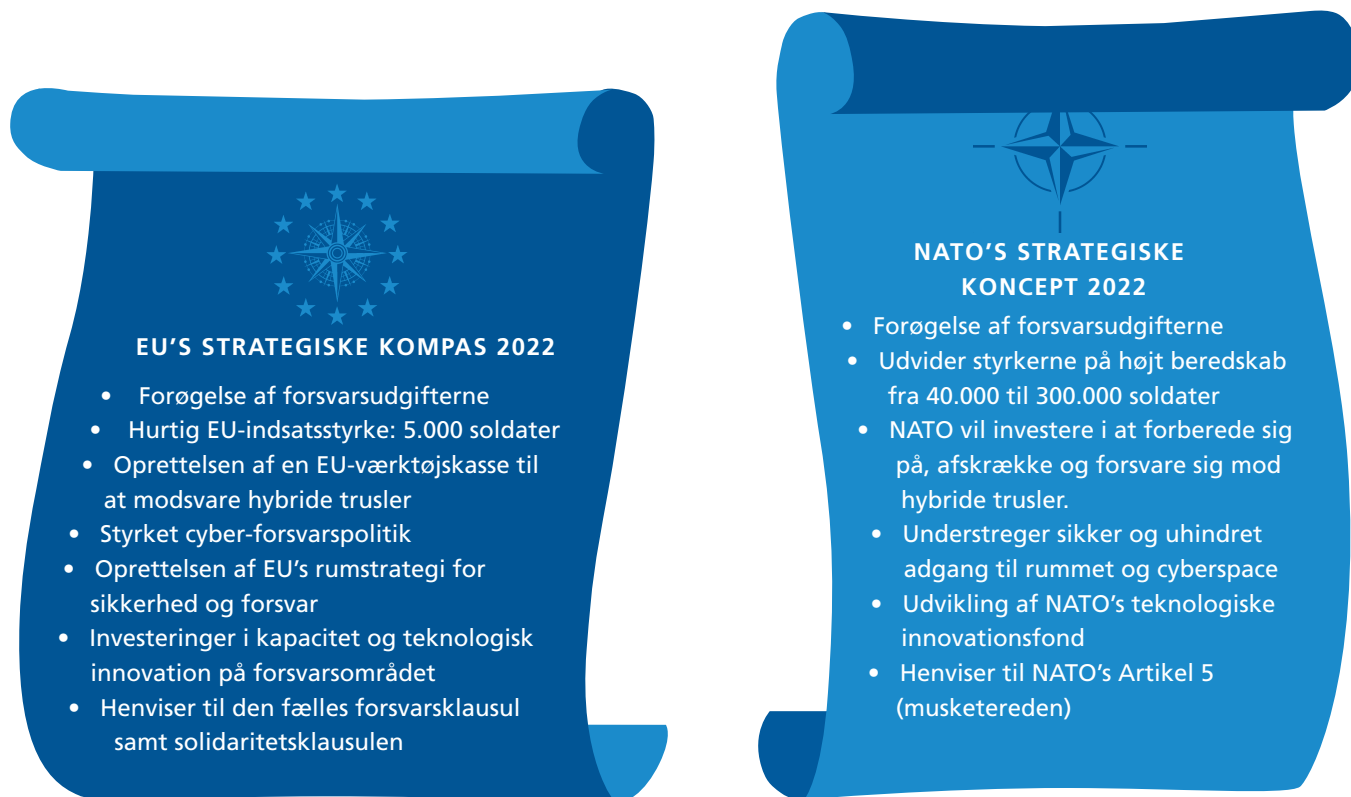 EU’S STRATEGISKE KOMPAS 2022
• Forøgelse af forsvarsudgifterne
• Hurtig EU-indsatsstyrke: 5.000 soldater
• Oprettelsen af en EU-værktøjskasse til
at modsvare hybride trusler
• Styrket cyber-forsvarspolitik
• Oprettelsen af EU’s rumstrategi for
sikkerhed og forsvar
• Investeringer i kapacitet og teknologisk
innovation på forsvarsområdet
• Henviser til den fælles forsvarsklausul
samt solidaritetsklausulen
NATO’S STRATEGISKE
KONCEPT 2022
• Forøgelse af forsvarsudgifterne
• Udvider styrkerne på højt beredskab
fra 40.000 til 300.000 soldater
• NATO vil investere i at forberede sig
på, afskrække og forsvare sig mod
hybride trusler.
• Understreger sikker og uhindret
adgang til rummet og cyberspace
• Udvikling af NATO’s teknologiske
innovationsfond
• Henviser til NATO’s Artikel 5
(musketereden)